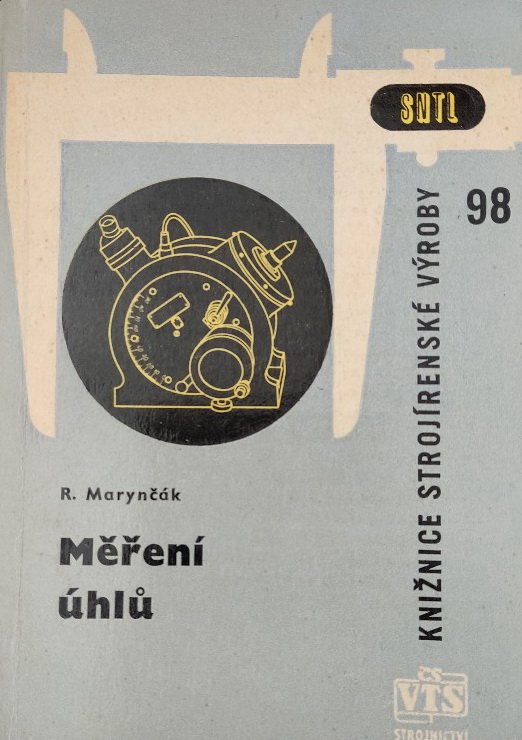 SNTL
98
KNIŽNICE STROJÍRENSKÉ VÝROBY
R. Marynčák
Měření
úhlů
ČS
VTS
STROJNICTVÍ